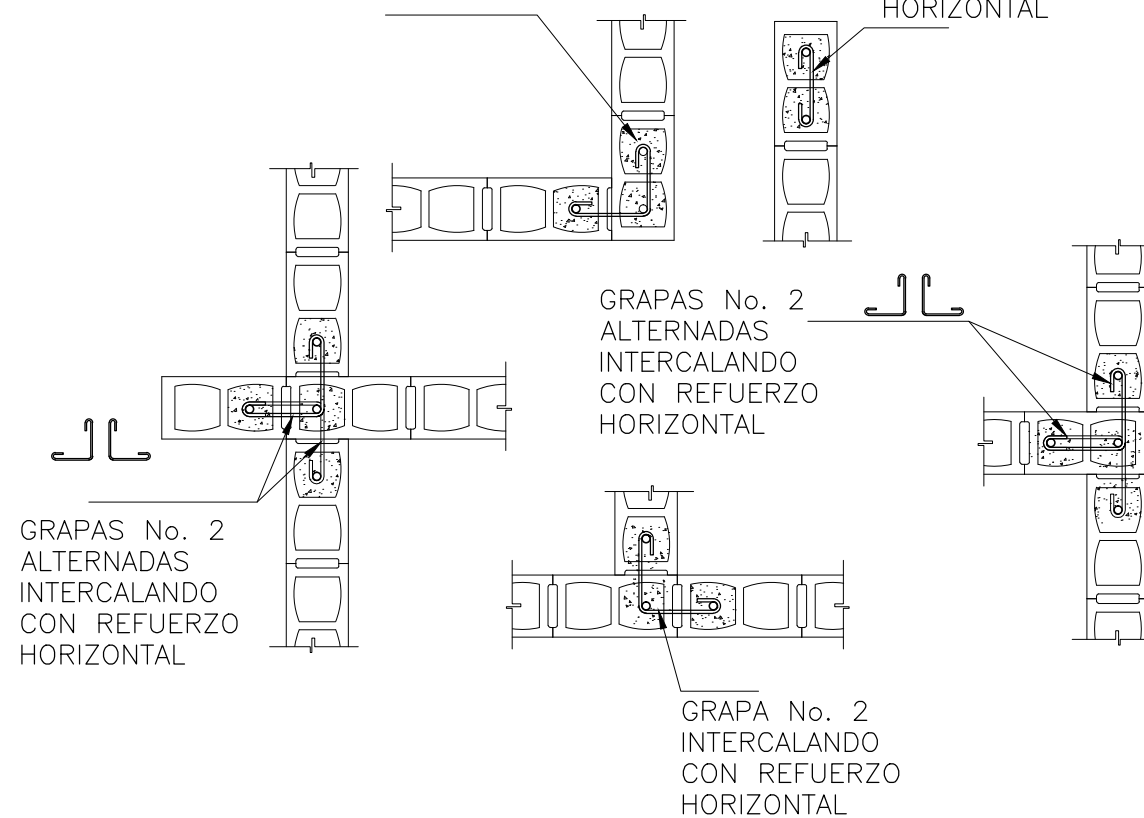 HORIZONTAL
GRAPAS No. 2
ALTERNADAS
INTERCALANDO
CON REFUERZO
HORIZONTAL
GRAPAS No. 2
ALTERNADAS
INTERCALANDO
CON REFUERZO
HORIZONTAL
GRAPA No. 2
INTERCALANDO
CON REFUERZO
HORIZONTAL